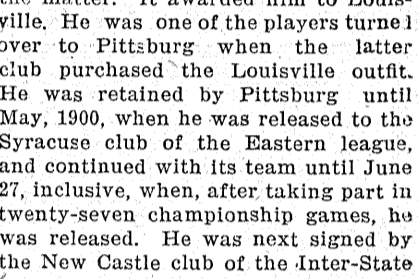 the matter. It awarded him to Louis-
ville. He was one of the players turned
over to Pittsburg when the latter
club purchased the Louisville outfit.
He was retained by Pittsburg until
May, 1900, when he was released to the
Syracuse club of the Eastern league,
and continued with its team until June
27, inclusive, when, after taking part in
twenty-seven championship games, he
was released. He was next signed by
the New Castle club of the Inter-State